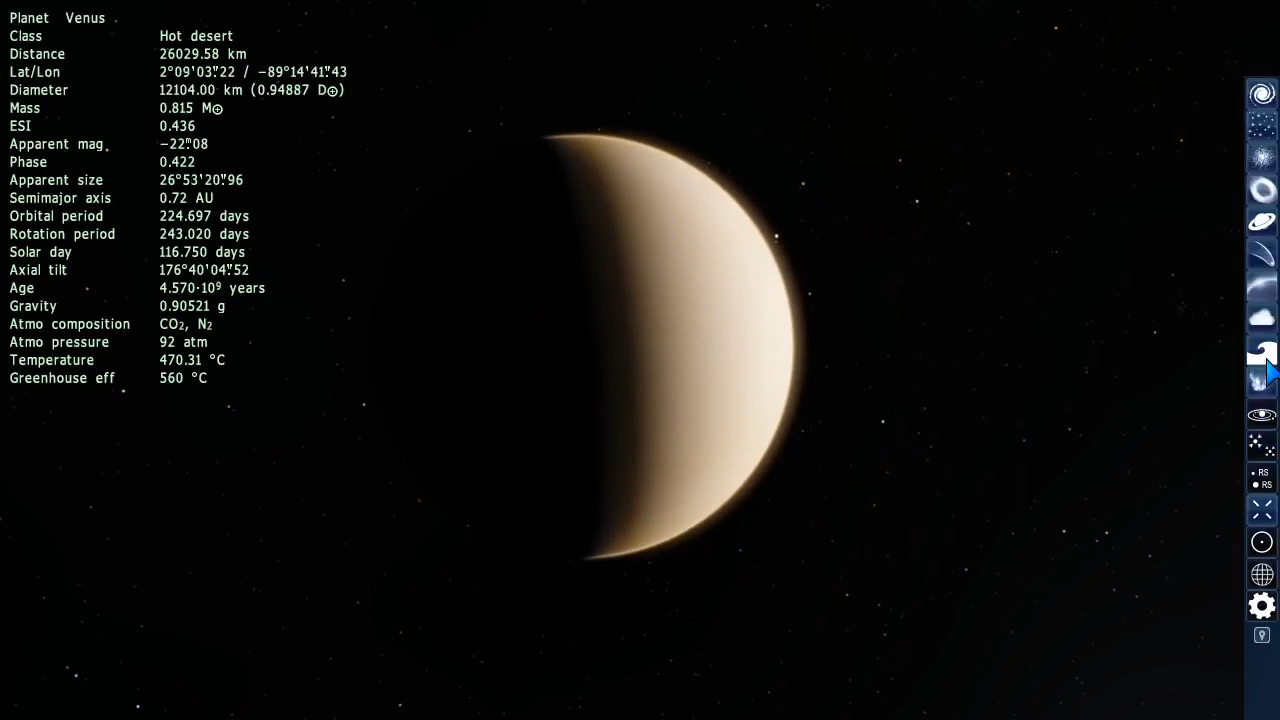 Planet Venus
Class Hot desert
Distance 26029.58 km
Lat/Lon 2°09'03"22 / −89°14'41"43
Diameter 12104.00 km (0.94887 D⊕)
Mass 0.815 M⊕
ESI 0.436
Apparent mag. −22ᵐ08
Phase 0.422
Apparent size 26°53'20"96
Semimajor axis 0.72 AU
Orbital period 224.697 days
Rotation period 243.020 days
Solar day 116.750 days
Axial tilt 176°40'04"52
Age 4.570·10⁹ years
Gravity 0.90521 g
Atmo composition CO₂, N₂
Atmo pressure 92 atm
Temperature 470.31 °C
Greenhouse eff 560 °C
RS
RS